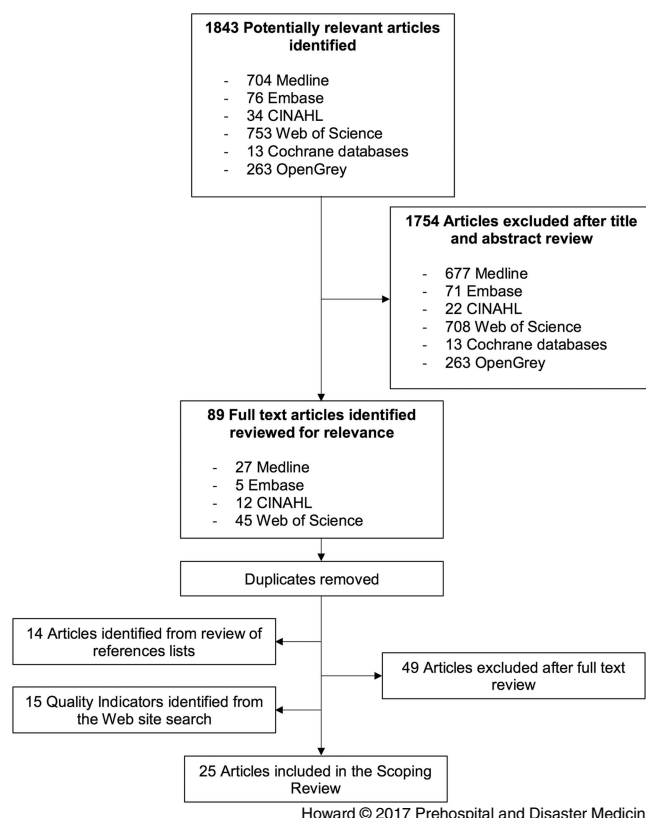 1843 Potentially relevant articles
identified
- 704 Medline
- 76 Embase
- 34 CINAHL
- 753 Web of Science
- 13 Cochrane databases
- 263 OpenGrey
1754 Articles excluded after title
and abstract review
- 677 Medline
- 71 Embase
- 22 CINAHL
- 708 Web of Science
- 13 Cochrane databases
- 263 OpenGrey
89 Full text articles identified
reviewed for relevance
- 27 Medline
- 5 Embase
- 12 CINAHL
- 45 Web of Science
Duplicates removed
14 Articles identified from review of
references lists
49 Articles excluded after full text
review
15 Quality Indicators identified from
the Web site search
25 Articles included in the Scoping
Review
Howard © 2017 Prehospital and Disaster Medicin